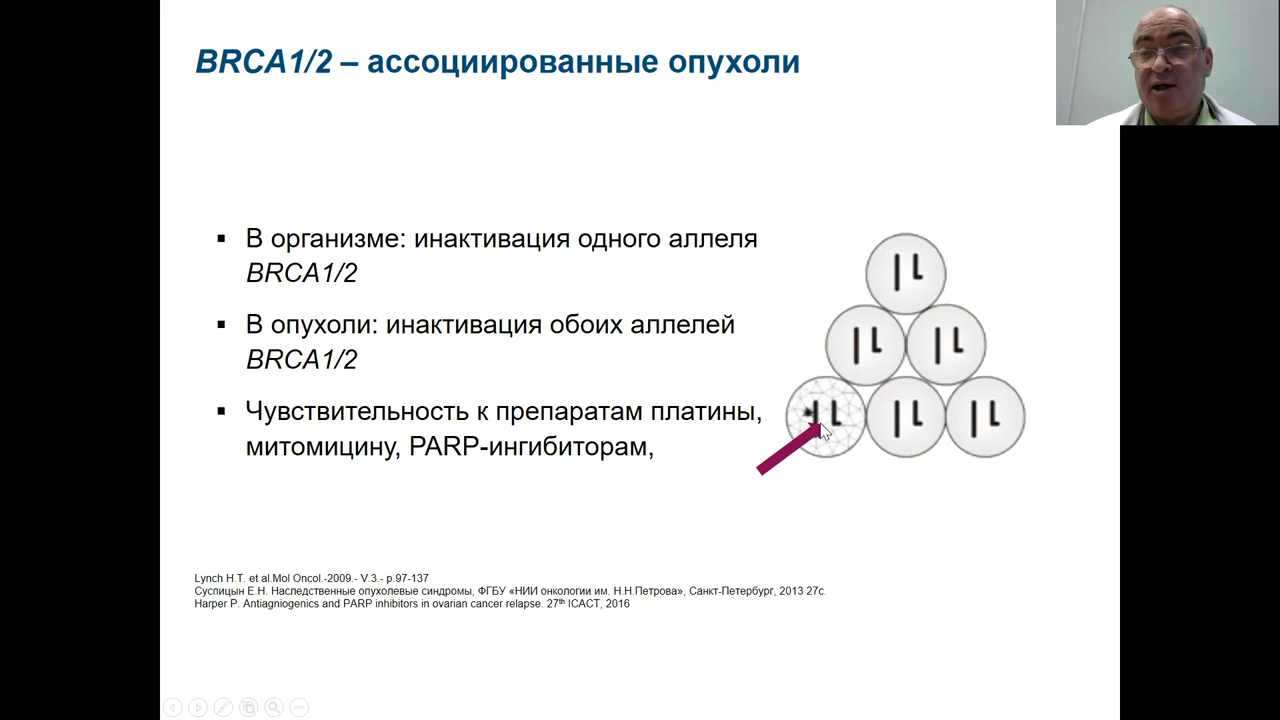 BRCA1/2 – ассоциированные опухоли
▪ В организме: инактивация одного аллеля
BRCA1/2
▪ В опухоли: инактивация обоих аллелей
BRCA1/2
▪ Чувствительность к препаратам платины,
митомицину, PARP-ингибиторам,
Lynch H.T. et al.Mol Oncol.-2009.- V.3.- p.97-137
Суспицын Е.Н. Наследственные опухолевые синдромы, ФГБУ «НИИ онкологии им. Н.Н.Петрова», Санкт-Петербург, 2013 27с.
Harper P. Antiagniogenics and PARP inhibitors in ovarian cancer relapse. 27th ICACT, 2016